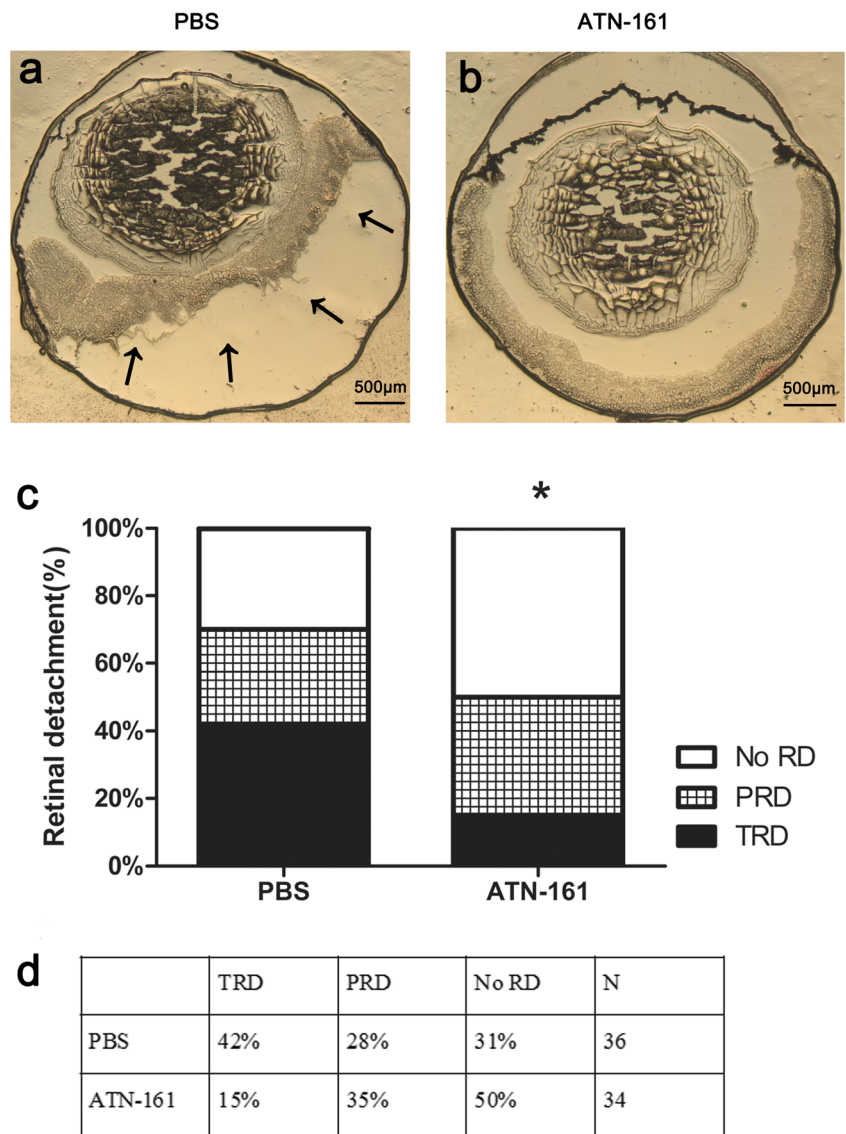 PBS ATN-161
a b
500μm 500μm
c
*
Retinal detachment(%)
100%
80%
60%
40%
20%
0%
PBS ATN-161
No RD
PRD
TRD
d
TRD PRD No RD N
PBS 42% 28% 31% 36
ATN-161 15% 35% 50% 34